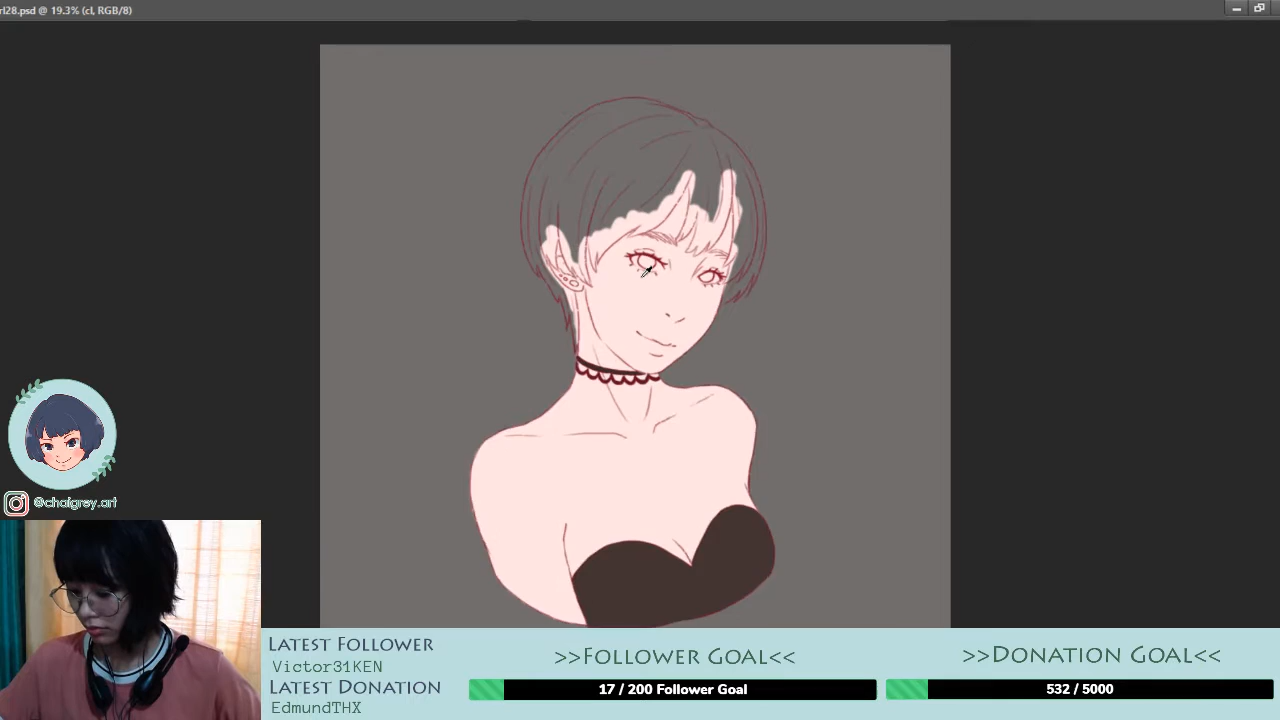 rl28.psd @ 19.3% (cl, RGB/8)
@chaigrey.art
LATEST FOLLOWER
Victor31KEN
LATEST DONATION
EdmundTHX
>>FOLLOWER GOAL<<
17 / 200 Follower Goal
>>DONATION GOAL<<
532 / 5000